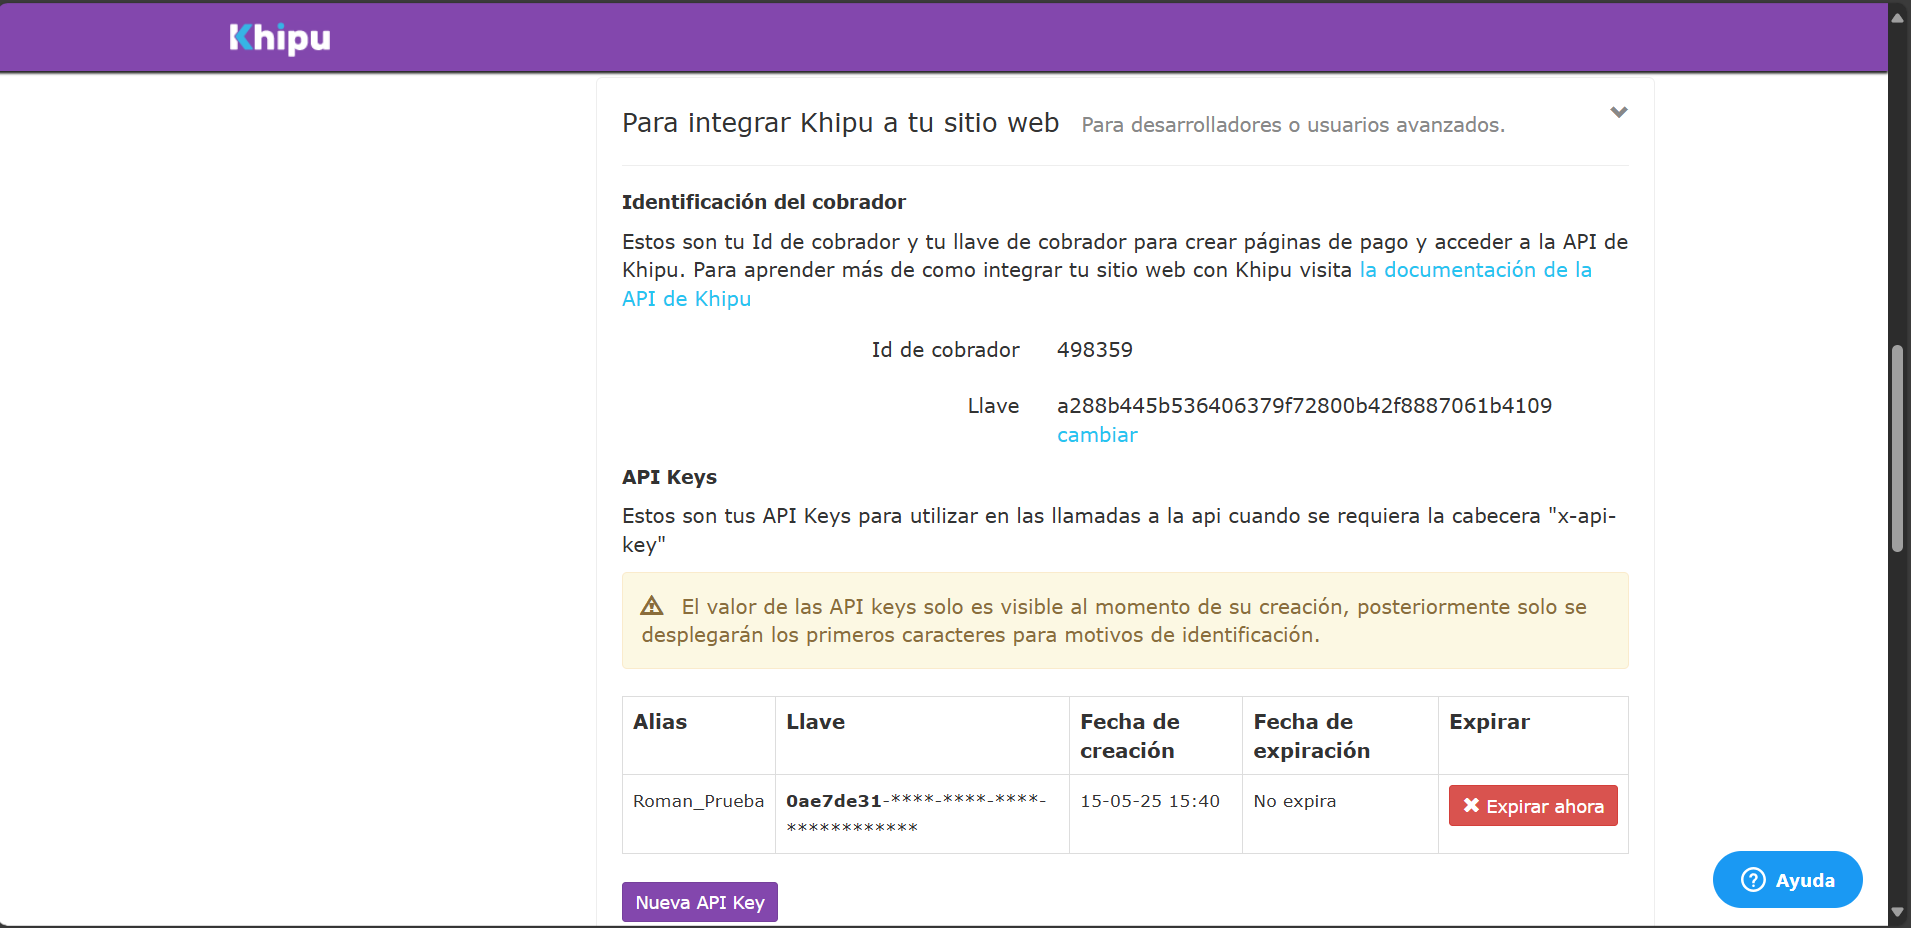 Khipu
Para integrar Khipu a tu sitio web Para desarrolladores o usuarios avanzados.
Identificación del cobrador
Estos son tu Id de cobrador y tu llave de cobrador para crear páginas de pago y acceder a la API de
Khipu. Para aprender más de como integrar tu sitio web con Khipu visita la documentación de la
API de Khipu
Id de cobrador 498359
Llave a288b445b536406379f72800b42f8887061b4109
cambiar
API Keys
Estos son tus API Keys para utilizar en las llamadas a la api cuando se requiera la cabecera "x-api-
key"
El valor de las API keys solo es visible al momento de su creación, posteriormente solo se
desplegarán los primeros caracteres para motivos de identificación.
Alias Llave Fecha de creación Fecha de expiración Expirar
Roman_Prueba 0ae7de31-****-****-****-************ 15-05-25 15:40 No expira Expirar ahora
Nueva API Key
Ayuda